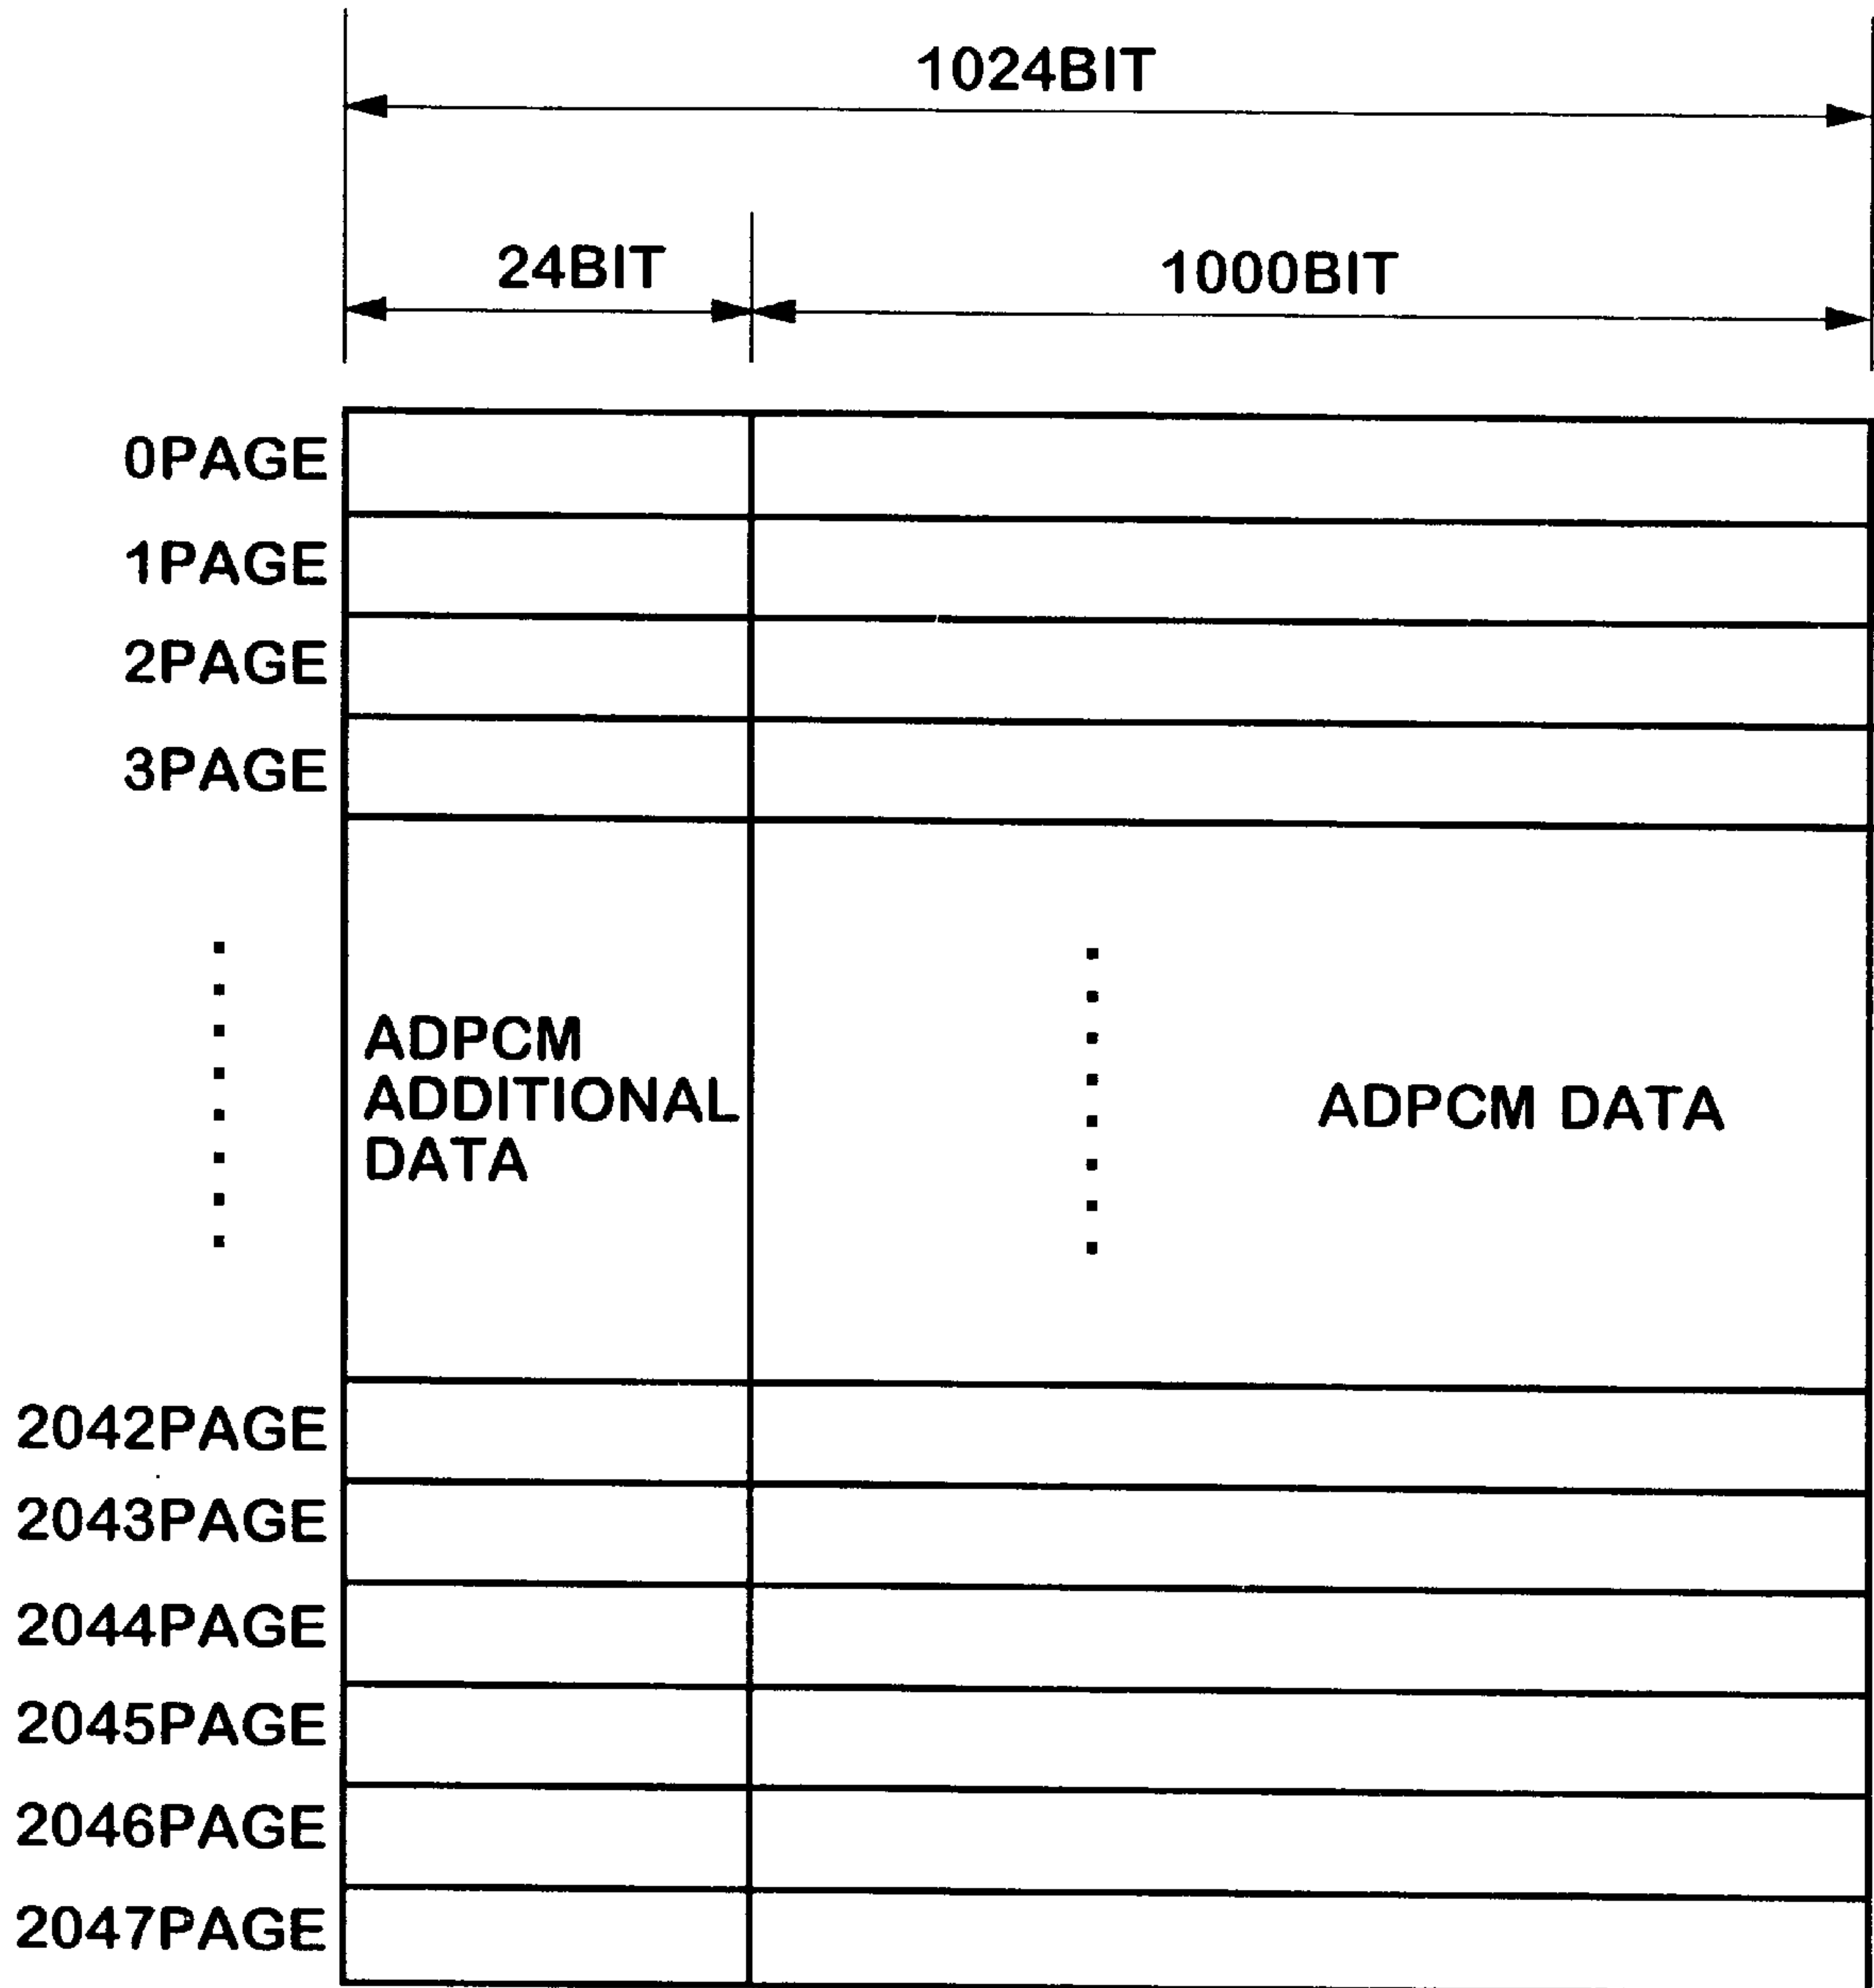 1024BIT
24BIT
1000BIT
0PAGE
1PAGE
2PAGE
3PAGE
ADPCM
ADDITIONAL
DATA
ADPCM DATA
2042PAGE
2043PAGE
2044PAGE
2045PAGE
2046PAGE
2047PAGE